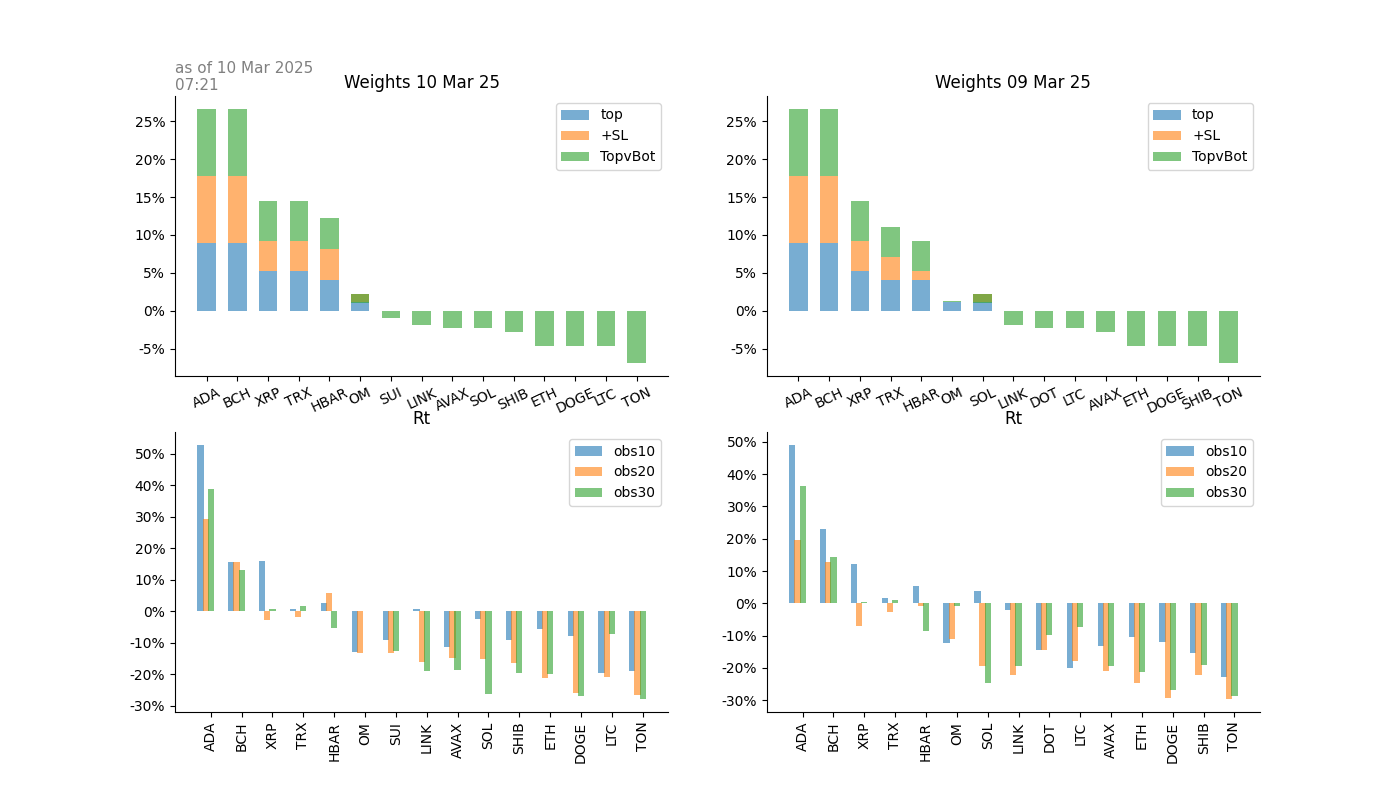 as of 10 Mar 2025
07:21
Weights 10 Mar 25
25%
20%
15%
10%
5%
0%
-5%
top
+SL
TopvBot
ADA BCH XRP TRX HBAR OM SUI LINK AVAX SOL SHIB ETH DOGE LTC TON
Weights 09 Mar 25
25%
20%
15%
10%
5%
0%
-5%
top
+SL
TopvBot
ADA BCH XRP TRX HBAR OM SOL LINK DOT LTC AVAX ETH DOGE SHIB TON
Rt
50%
40%
30%
20%
10%
0%
-10%
-20%
-30%
obs10
obs20
obs30
ADA BCH XRP TRX HBAR OM SUI LINK AVAX SOL SHIB ETH DOGE LTC TON
Rt
50%
40%
30%
20%
10%
0%
-10%
-20%
-30%
obs10
obs20
obs30
ADA BCH XRP TRX HBAR OM SOL LINK DOT LTC AVAX ETH DOGE SHIB TON